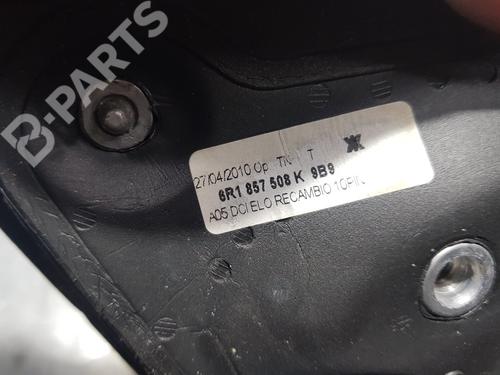 B-PARTS
27/04/2010 Op. T
6R1 857 508 K 9B9
A05 DCI ELO RECAMBIO 10PIN